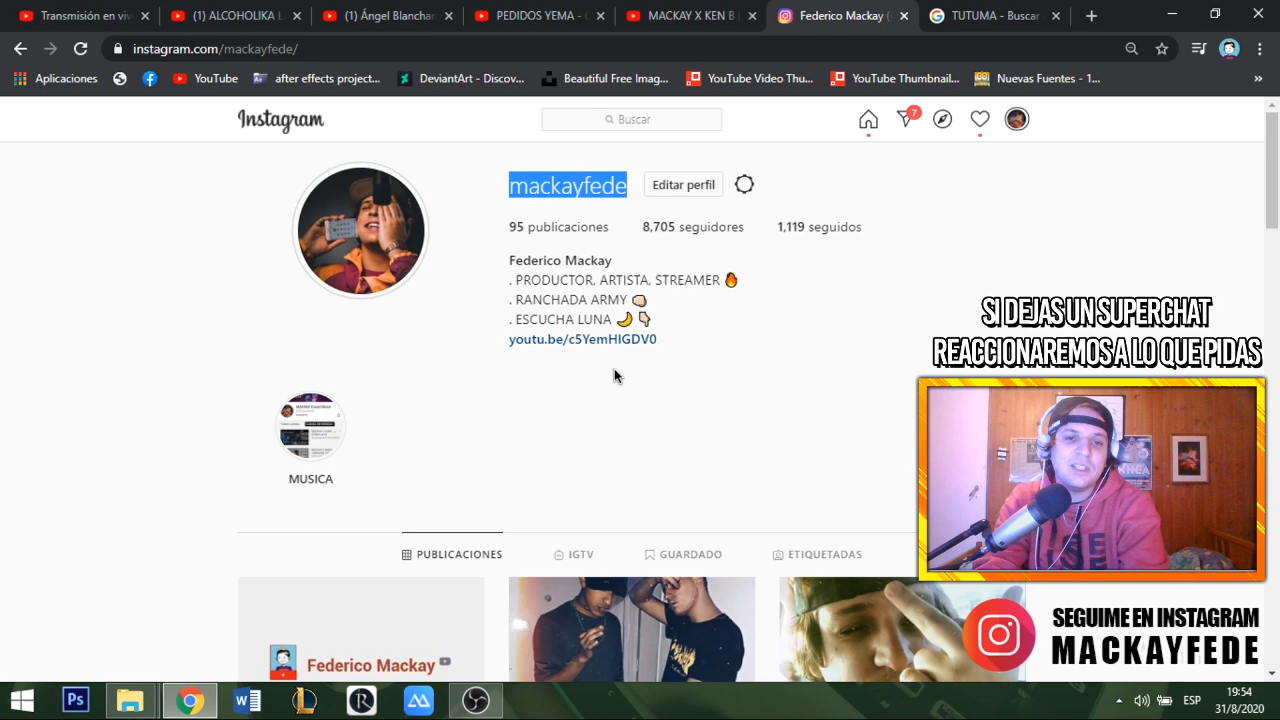 Transmisión en viv
(1) ALCOHOLIKA L
(1) Ángel Blanchar
PEDIDOS YEMA -
MACKAY X KEN B
Federico Mackay (
TUTUMA - Buscar
instagram.com/mackayfede/
Aplicaciones
YouTube
after effects project...
DeviantArt - Discov...
Beautiful Free Imag...
YouTube Video Thu...
YouTube Thumbnail...
Nuevas Fuentes - 1...
Instagram
Buscar
7
mackayfede
Editar perfil
95 publicaciones
8,705 seguidores
1,119 seguidos
Federico Mackay
. PRODUCTOR, ARTISTA, STREAMER 🔥
. RANCHADA ARMY 👊🏻
. ESCUCHA LUNA 🌙 👇🏻
youtu.be/c5YemHIGDV0
SI DEJAS UN SUPERCHAT
REACCIONAREMOS A LO QUE PIDAS
MUSICA
PUBLICACIONES
IGTV
GUARDADO
ETIQUETADAS
Federico Mackay
SEGUIME EN INSTAGRAM
MACKAYFEDE
ESP
19:54
31/8/2020